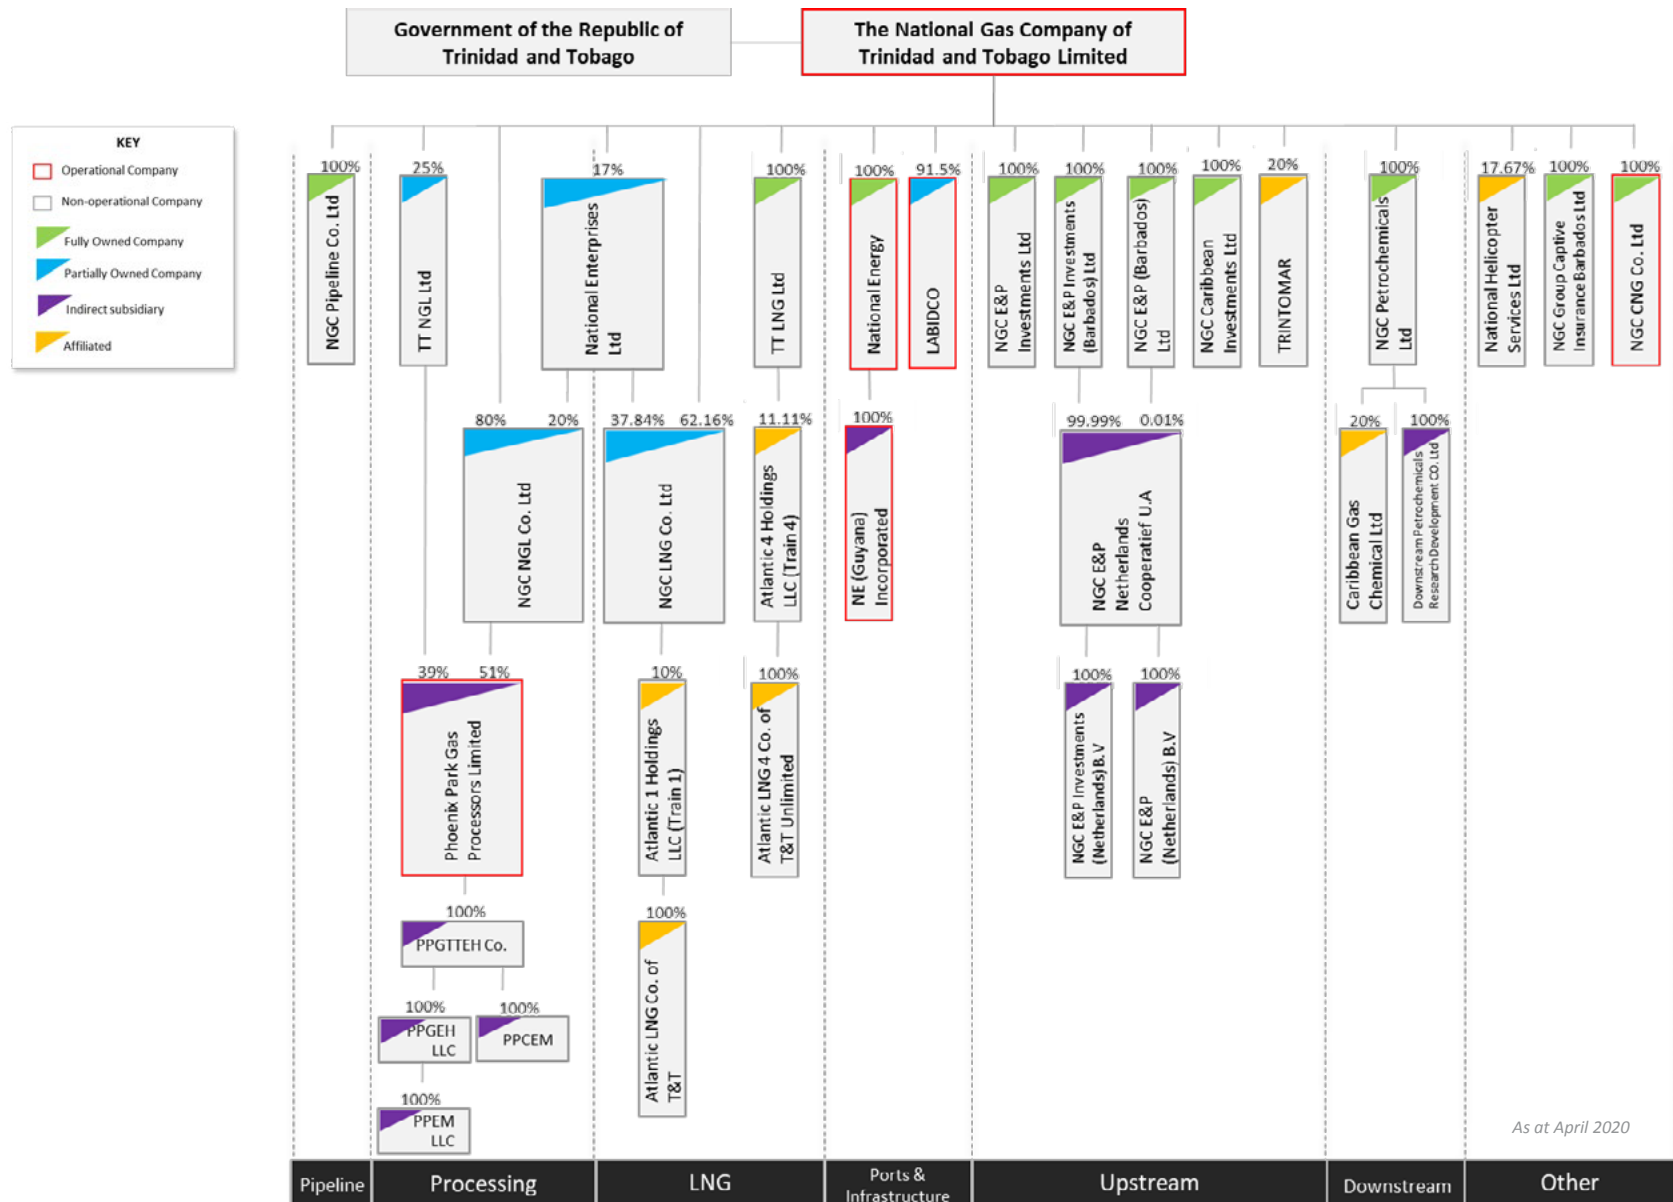 Government of the Republic of
Trinidad and Tobago
The National Gas Company of
Trinidad and Tobago Limited
KEY
Operational Company
Non-operational Company
Fully Owned Company
Partially Owned Company
Indirect subsidiary
Affiliated
100%
NGC Pipeline Co. Ltd
25%
TT NGL Ltd
17%
National Enterprises
Ltd
100%
TT LNG Ltd
100%
National Energy
91.5%
LABIDCO
100%
NGC E&P
Investments Ltd
100%
NGC E&P Investments
(Barbados) Ltd
100%
NGC E&P (Barbados)
Ltd
100%
NGC Caribbean
Investments Ltd
20%
TRINTOMAR
100%
NGC Petrochemicals
Ltd
17.67%
National Helicopter
Services Ltd
100%
NGC Group Captive
Insurance Barbados Ltd
100%
NGC CNG Co. Ltd
80%
20%
NGC NGL Co. Ltd
37.84%
62.16%
NGC LNG Co. Ltd
11.11%
Atlantic 4 Holdings
LLC (Train 4)
100%
NE (Guyana)
Incorporated
99.99%
0.01%
NGC E&P
Netherlands
Cooperatief U.A
20%
Caribbean Gas
Chemical Ltd
100%
Downstream Petrochemicals
Research Development CO. Ltd
39%
51%
Phoenix Park Gas
Processors Limited
10%
Atlantic 1 Holdings
LLC (Train 1)
100%
Atlantic LNG 4 Co. of
T&T Unlimited
100%
NGC E&P Investments
(Netherlands) B.V
100%
NGC E&P
(Netherlands) B.V
100%
PPGTTEH Co.
100%
Atlantic LNG Co. of
T&T
100%
PPGEH
LLC
100%
PPCEM
100%
PPEM
LLC
As at April 2020
Pipeline
Processing
LNG
Ports &
Infrastructure
Upstream
Downstream
Other